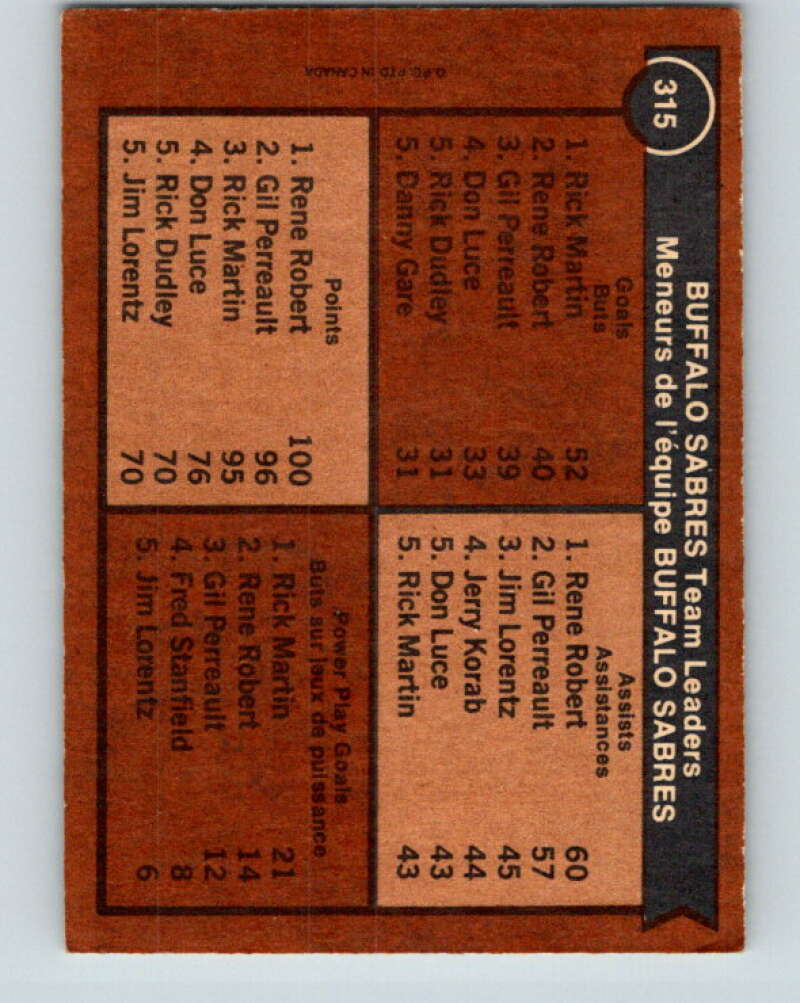 315
BUFFALO SABRES Team Leaders
Meneurs de l'équipe BUFFALO SABRES
Goals
Buts
1. Rick Martin 52
2. Rene Robert 40
3. Gil Perreault 39
4. Don Luce 33
5. Rick Dudley 31
5. Danny Gare 31
Assists
Assistances
1. Rene Robert 60
2. Gil Perreault 57
3. Jim Lorentz 45
4. Jerry Korab 44
5. Don Luce 43
5. Rick Martin 43
Points
1. Rene Robert 100
2. Gil Perreault 96
3. Rick Martin 95
4. Don Luce 76
5. Rick Dudley 70
5. Jim Lorentz 70
Power Play Goals
Buts sur jeux de puissance
1. Rick Martin 21
2. Rene Robert 14
3. Gil Perreault 12
4. Fred Stanfield 8
5. Jim Lorentz 6
O.P.C. PTD. IN CANADA